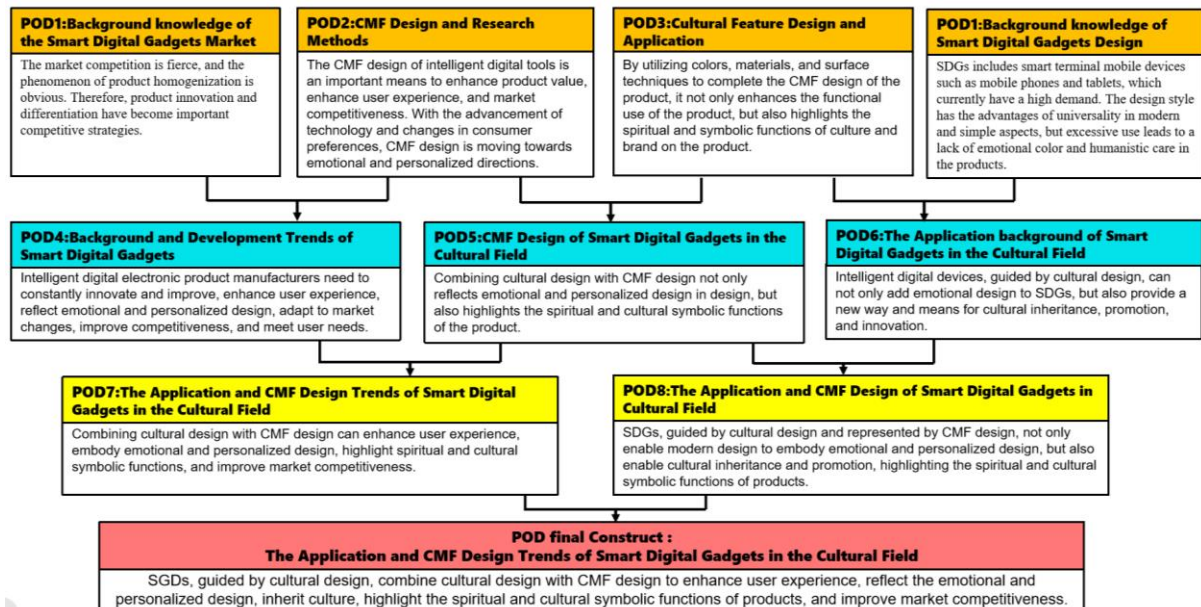 POD1:Background knowledge of
the Smart Digital Gadgets Market
The market competition is fierce, and the
phenomenon of product homogenization is
obvious. Therefore, product innovation and
differentiation have become important
competitive strategies.
POD2:CMF Design and Research
Methods
The CMF design of intelligent digital tools is
an important means to enhance product value,
enhance user experience, and market
competitiveness. With the advancement of
technology and changes in consumer
preferences, CMF design is moving towards
emotional and personalized directions.
POD3:Cultural Feature Design and
Application
By utilizing colors, materials, and surface
techniques to complete the CMF design of the
product, it not only enhances the functional
use of the product, but also highlights the
spiritual and symbolic functions of culture and
brand on the product.
POD1:Background knowledge of
Smart Digital Gadgets Design
SDGs includes smart terminal mobile devices
such as mobile phones and tablets, which
currently have a high demand. The design style
has the advantages of universality in modern
and simple aspects, but excessive use leads to a
lack of emotional color and humanistic care in
the products.
POD4:Background and Development Trends of
Smart Digital Gadgets
Intelligent digital electronic product manufacturers need to
constantly innovate and improve, enhance user experience,
reflect emotional and personalized design, adapt to market
changes, improve competitiveness, and meet user needs.
POD5:CMF Design of Smart Digital Gadgets in the
Cultural Field
Combining cultural design with CMF design not only
reflects emotional and personalized design in design, but
also highlights the spiritual and cultural symbolic functions
of the product.
POD6:The Application background of Smart
Digital Gadgets in the Cultural Field
Intelligent digital devices, guided by cultural design, can
not only add emotional design to SDGs, but also provide a
new way and means for cultural inheritance, promotion,
and innovation.
POD7:The Application and CMF Design Trends of Smart Digital
Gadgets in the Cultural Field
Combining cultural design with CMF design can enhance user experience,
embody emotional and personalized design, highlight spiritual and cultural
symbolic functions, and improve market competitiveness.
POD8:The Application and CMF Design of Smart Digital Gadgets in
Cultural Field
SDGs, guided by cultural design and represented by CMF design, not only
enable modern design to embody emotional and personalized design, but also
enable cultural inheritance and promotion, highlighting the spiritual and cultural
symbolic functions of products.
POD final Construct :
The Application and CMF Design Trends of Smart Digital Gadgets in the Cultural Field
SGDs, guided by cultural design, combine cultural design with CMF design to enhance user experience, reflect the emotional and
personalized design, inherit culture, highlight the spiritual and cultural symbolic functions of products, and improve market competitiveness.